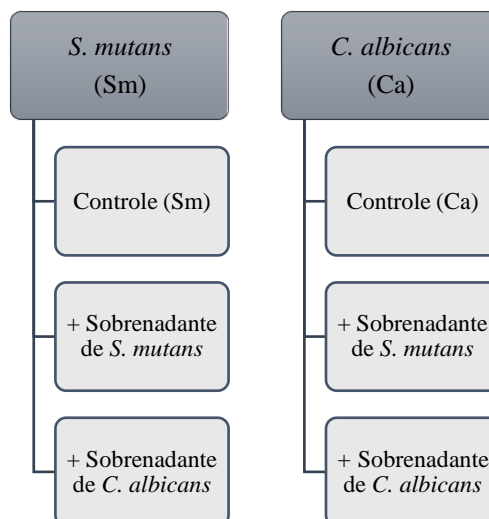 S. mutans
(Sm)
Controle (Sm)
+ Sobrenadante
de S. mutans
+ Sobrenadante
de C. albicans
C. albicans
(Ca)
Controle (Ca)
+ Sobrenadante
de S. mutans
+ Sobrenadante
de C. albicans